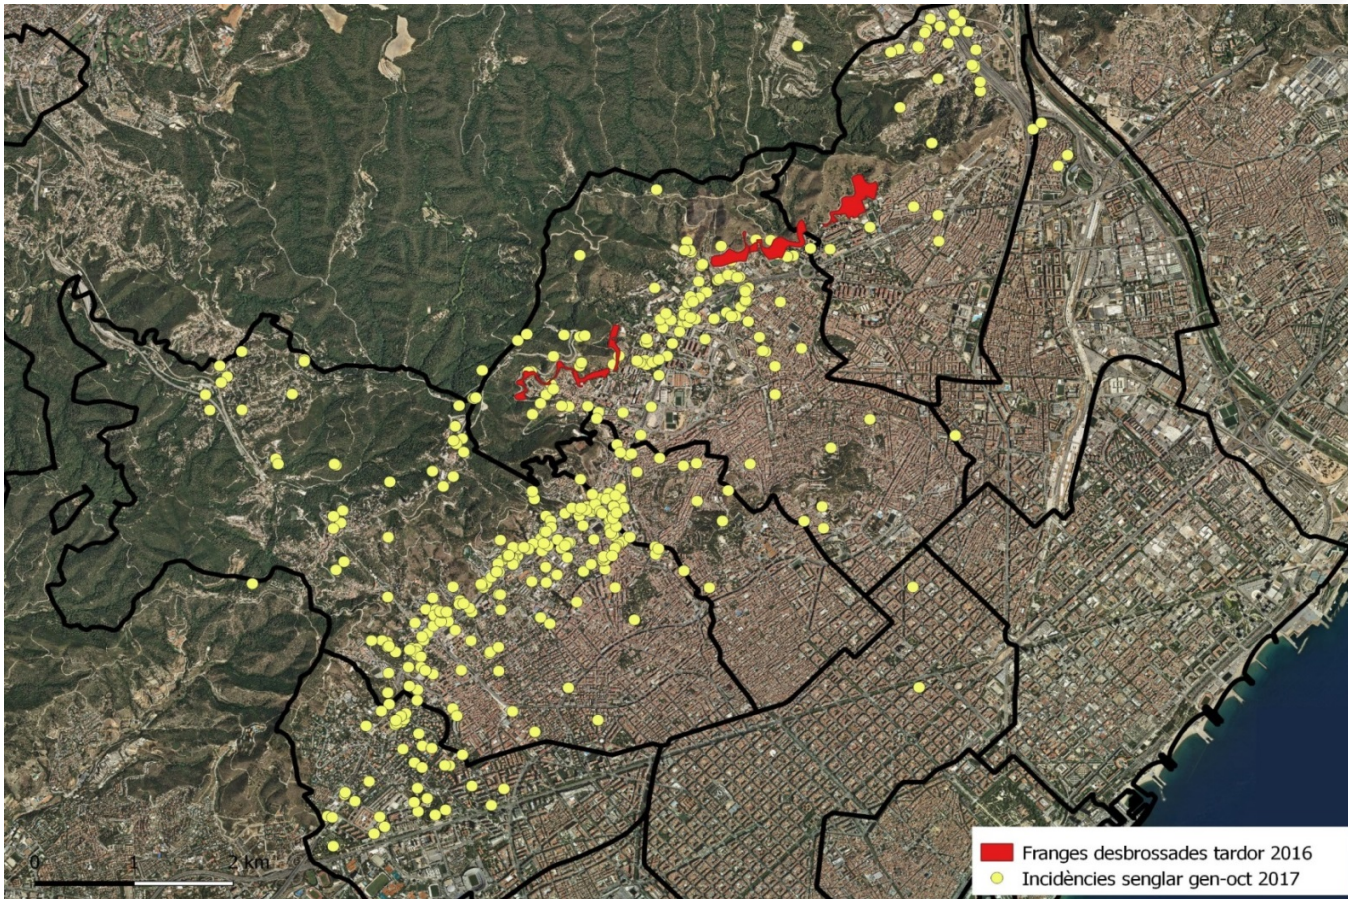 0 1 2 km
Franges desbrossades tardor 2016
Incidències senglar gen-oct 2017